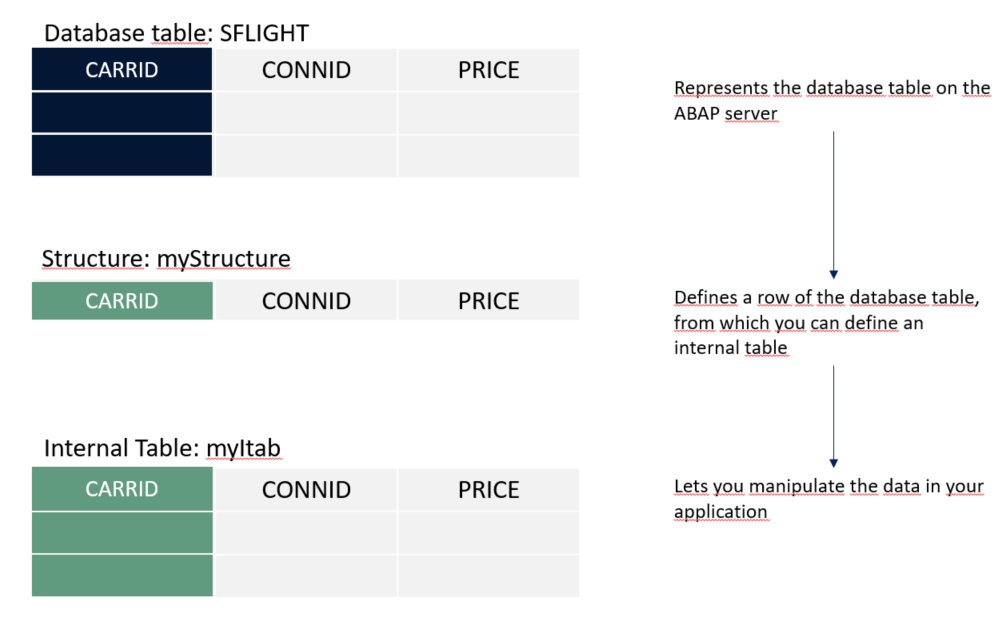 Database table: SFLIGHT
CARRID CONNID PRICE
Represents the database table on the
ABAP server
Structure: myStructure
CARRID CONNID PRICE
Defines a row of the database table,
from which you can define an
internal table
Internal Table: myItab
CARRID CONNID PRICE
Lets you manipulate the data in your
application